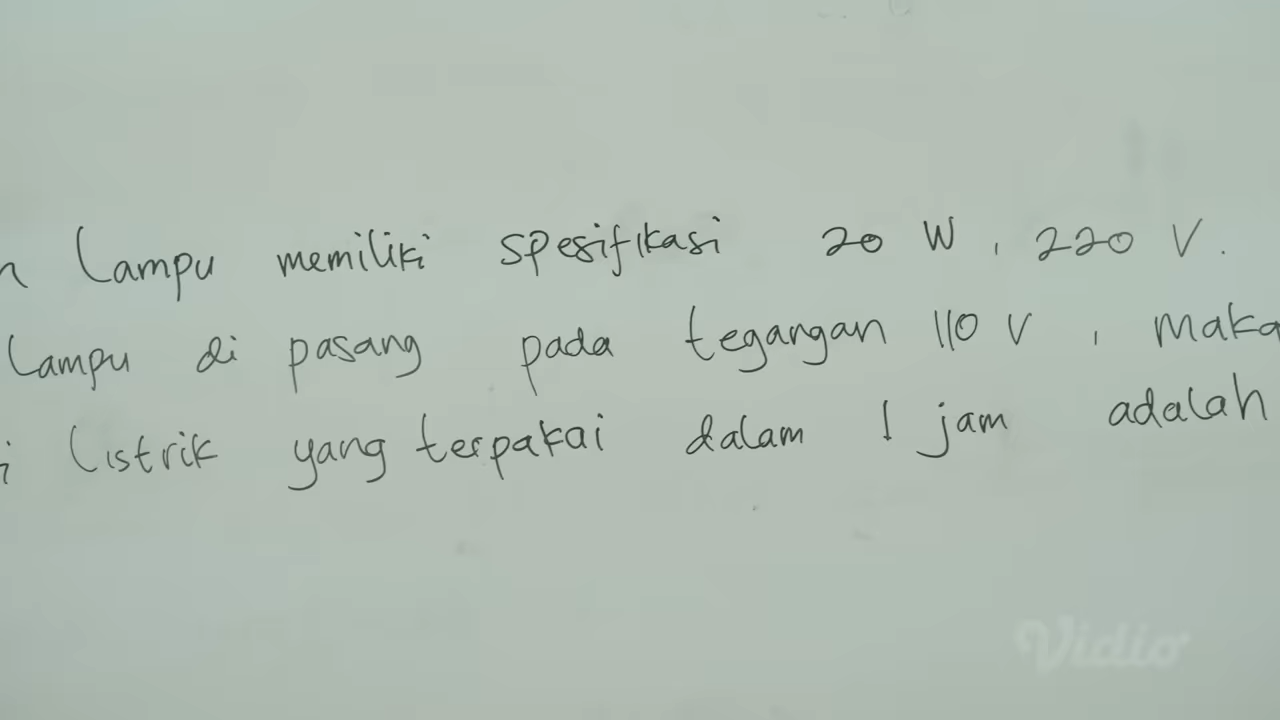 n Lampu memiliki spesifikasi 20 W, 220 V.
Lampu di pasang pada tegangan 110 V, Maka
i Listrik yang terpakai dalam 1 jam adalah
Vidio